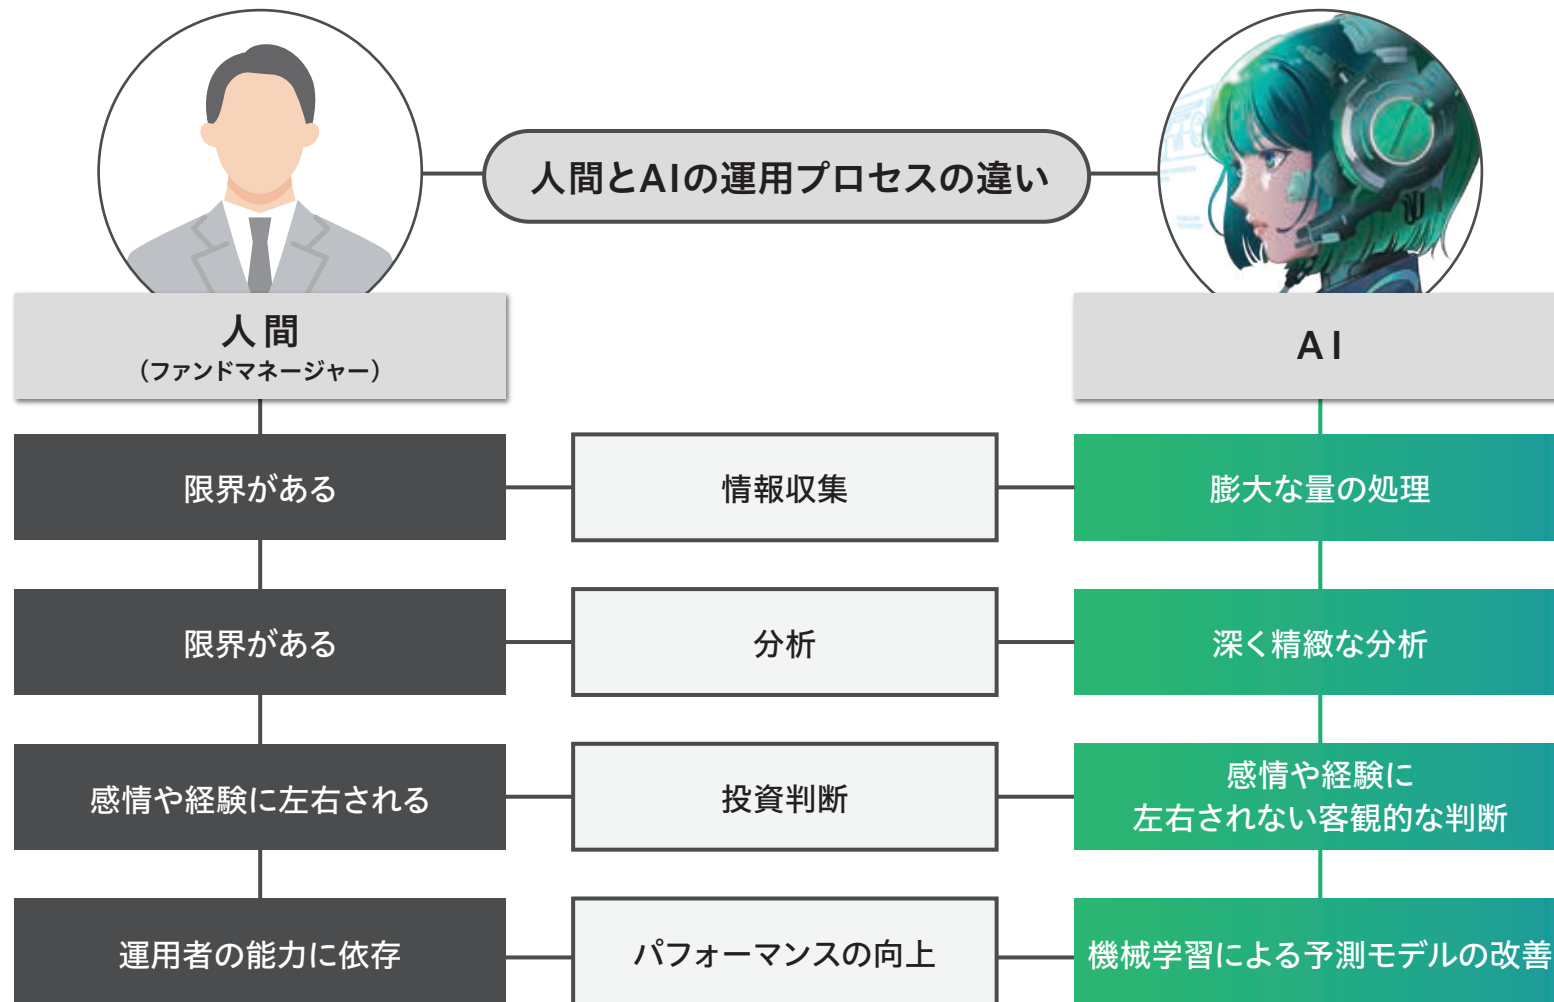 人間とAIの運用プロセスの違い
人間
（ファンドマネージャー）
AI
限界がある
情報収集
膨大な量の処理
限界がある
分析
深く精緻な分析
感情や経験に左右される
投資判断
感情や経験に
左右されない客観的な判断
運用者の能力に依存
パフォーマンスの向上
機械学習による予測モデルの改善